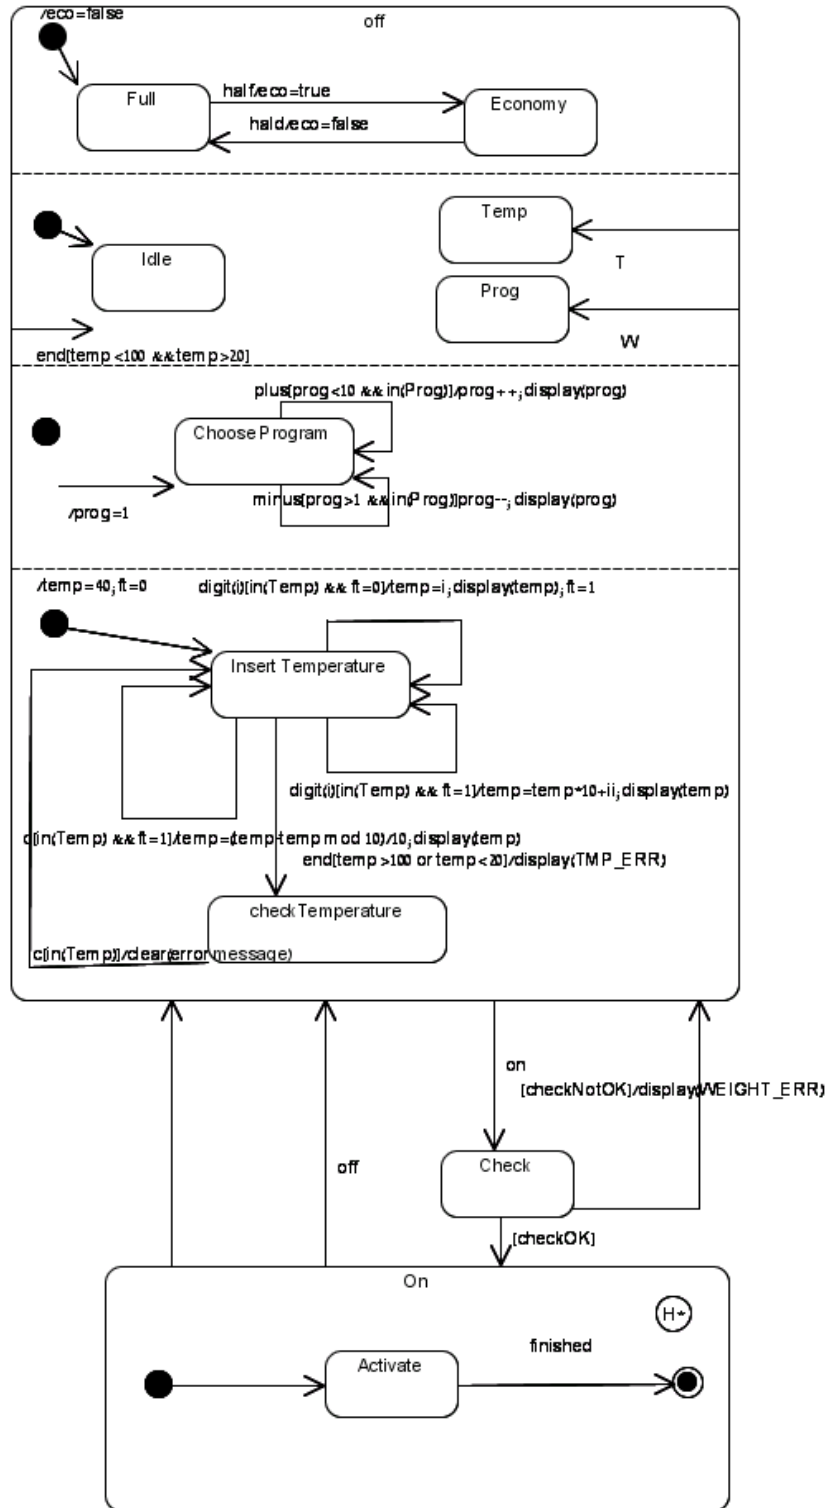 /eco=false
off
Full
half/eco=true
Economy
hald/eco=false
Temp
Idle
T
Prog
W
end[temp<100 &&temp>20]
plus[prog<10 &&in(Prog)]/prog++;display(prog)
Choose Program
minus[prog>1 &&in(Prog)]prog--;display(prog)
/prog=1
/temp=40;ft=0
digit(i)[in(Temp) && ft=0]/temp=i;display(temp);ft=1
Insert Temperature
digit(i)[in(Temp) && ft=1]/temp=temp*10+ii;display(temp)
c[in(Temp) &&ft=1]/temp=(temp-temp mod 10)/10;display(temp)
end[temp>100 or temp<20]/display(TMP_ERR)
checkTemperature
c[in(Temp)]/clear(error message)
on
[checkNotOK]/display(WEIGHT_ERR)
Check
off
[checkOK]
On
H*
finished
Activate